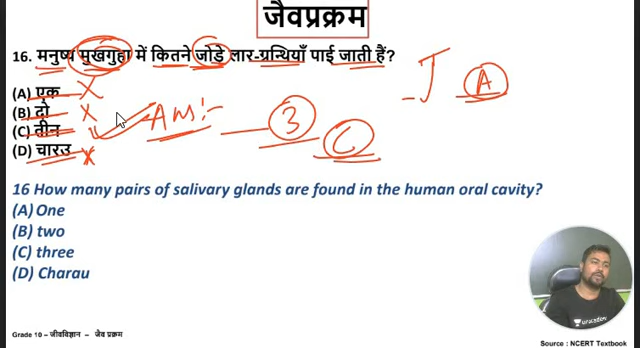 जैवप्रक्रम
16. मनुष्य मुखगुहा में कितने जोड़े लार-ग्रन्थियाँ पाई जाती हैं?
(A) एक
(B) दो
(C) तीन
(D) चारउ
Ans:- 3 C
A
16 How many pairs of salivary glands are found in the human oral cavity?
(A) One
(B) two
(C) three
(D) Charau
Grade 10 – जीवविज्ञान – जैव प्रक्रम
Source : NCERT Textbook